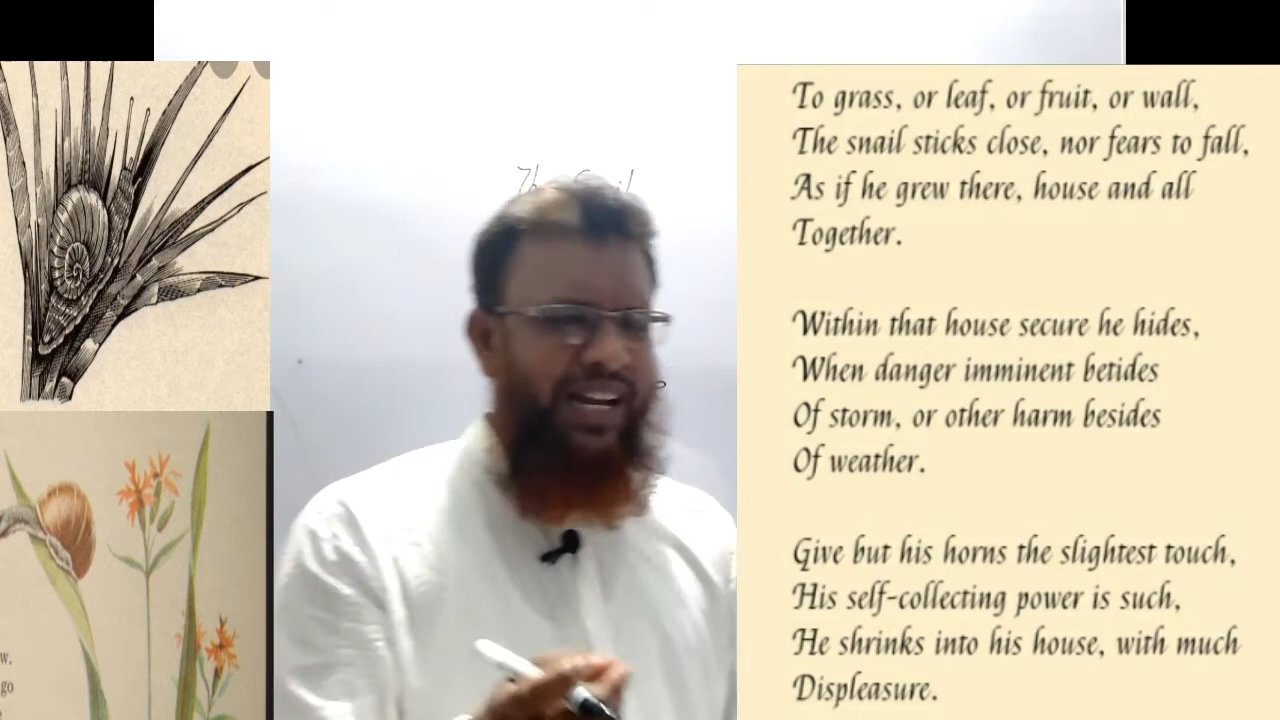 The
To grass, or leaf, or fruit, or wall,
The snail sticks close, nor fears to fall,
As if he grew there, house and all
Together.
Within that house secure he hides,
When danger imminent betides
Of storm, or other harm besides
Of weather.
Give but his horns the slightest touch,
His self-collecting power is such,
He shrinks into his house, with much
Displeasure.
w.
go